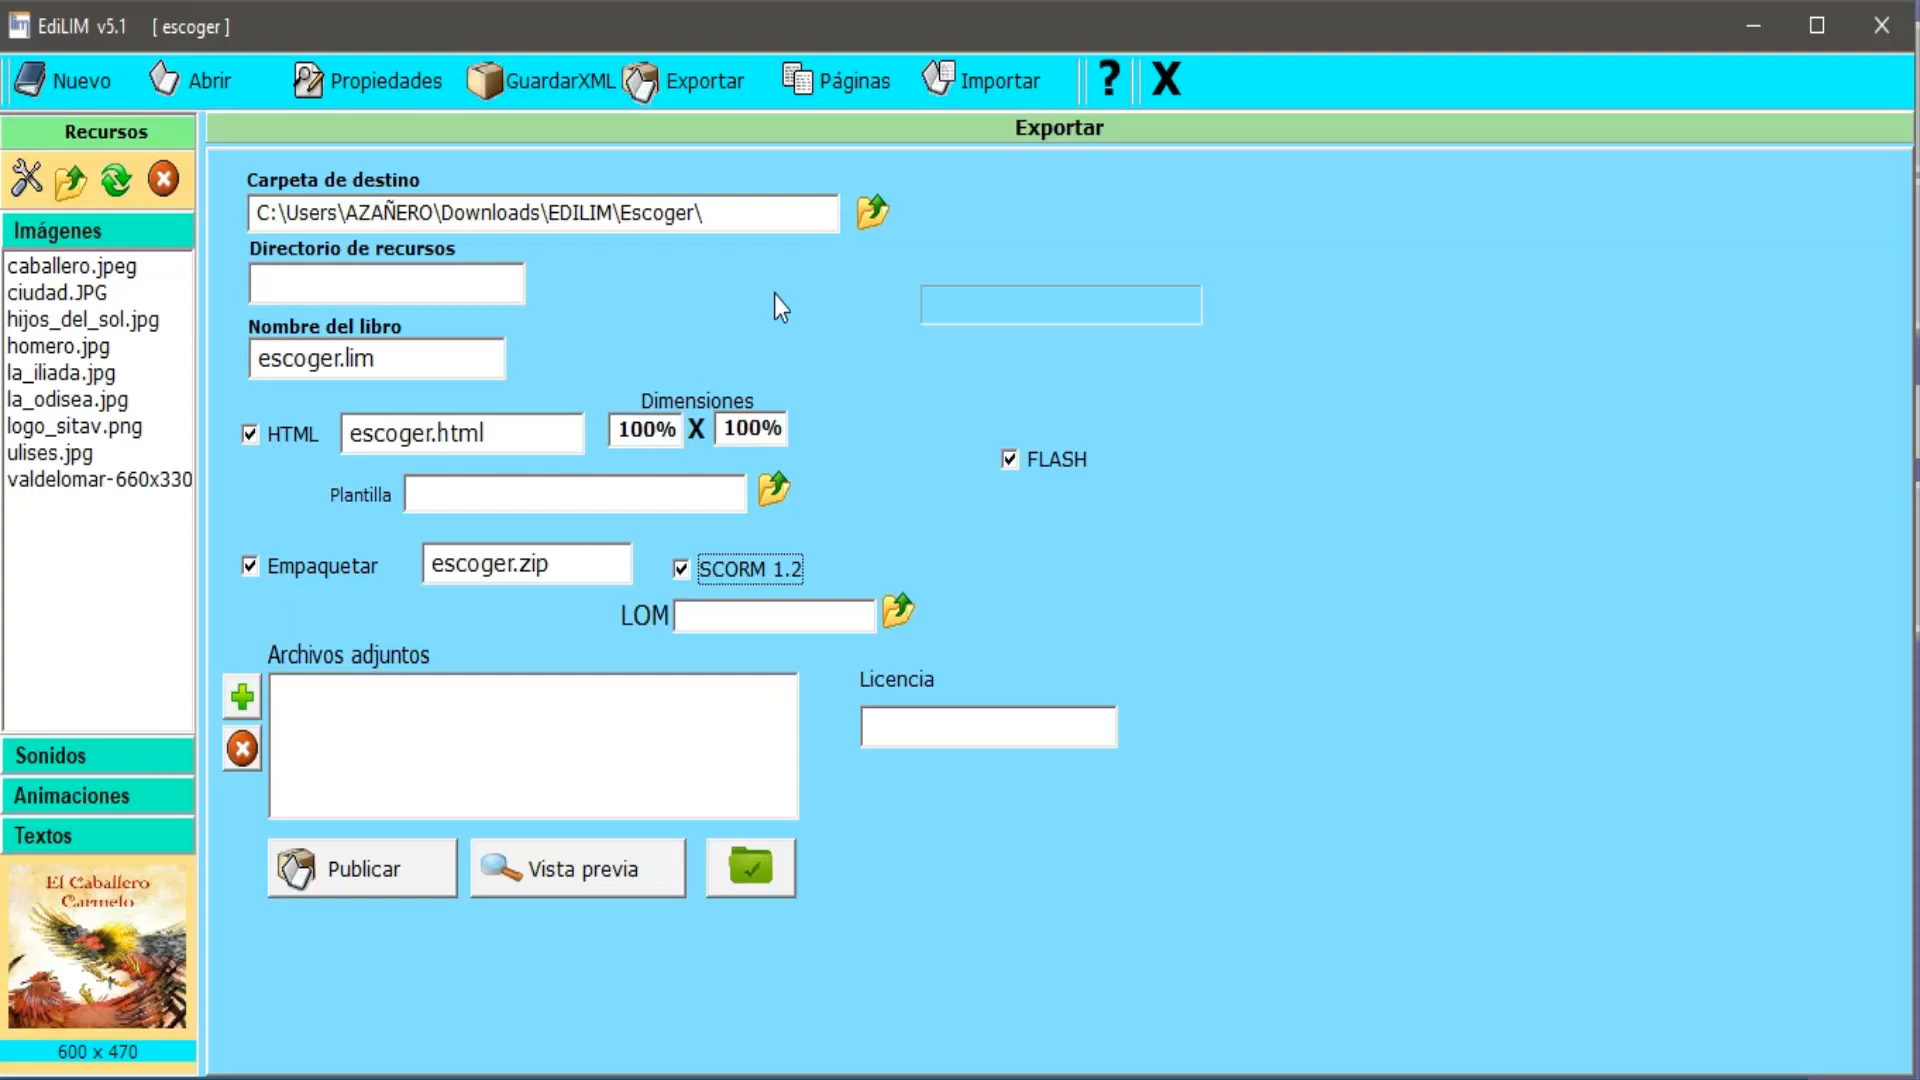 EdiLIM v5.1 [ escoger ]
Nuevo Abrir Propiedades GuardarXML Exportar Páginas Importar ? X
Recursos
Exportar
Imágenes
caballero.jpeg
ciudad.JPG
hijos_del_sol.jpg
homero.jpg
la_iliada.jpg
la_odisea.jpg
logo_sitav.png
ulises.jpg
valdelomar-660x330
Sonidos
Animaciones
Textos
El Caballero
Carmelo
600 x 470
Carpeta de destino
C:\Users\AZAÑERO\Downloads\EDILIM\Escoger\
Directorio de recursos
Nombre del libro
escoger.lim
Dimensiones
HTML escoger.html 100% X 100%
FLASH
Plantilla
Empaquetar escoger.zip SCORM 1.2
LOM
Archivos adjuntos
Licencia
Publicar Vista previa